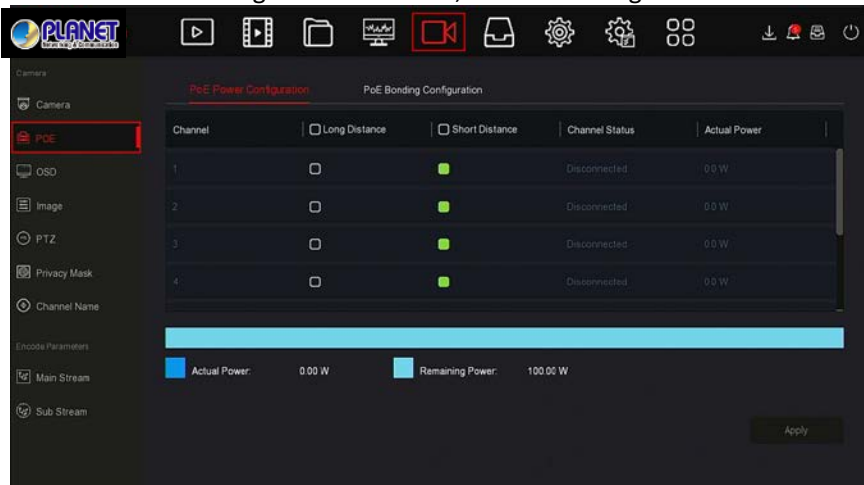 PLANET
Networking & Communication
Camera
Camera
POE
OSD
Image
PTZ
Privacy Mask
Channel Name
Encode Parameters
Main Stream
Sub Stream
PoE Power Configuration PoE Bonding Configuration
Channel Long Distance Short Distance Channel Status Actual Power
1 Disconnected 0.0 W
2 Disconnected 0.0 W
3 Disconnected 0.0 W
4 Disconnected 0.0 W
Actual Power: 0.00 W Remaining Power: 100.00 W
Apply